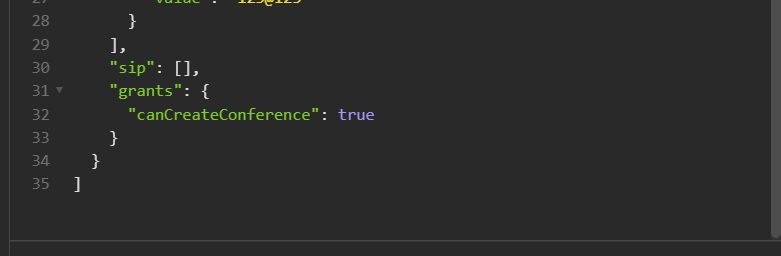 28 }
29 ],
30 "sip": [],
31 "grants": {
32 "canCreateConference": true
33 }
34 }
35 ]